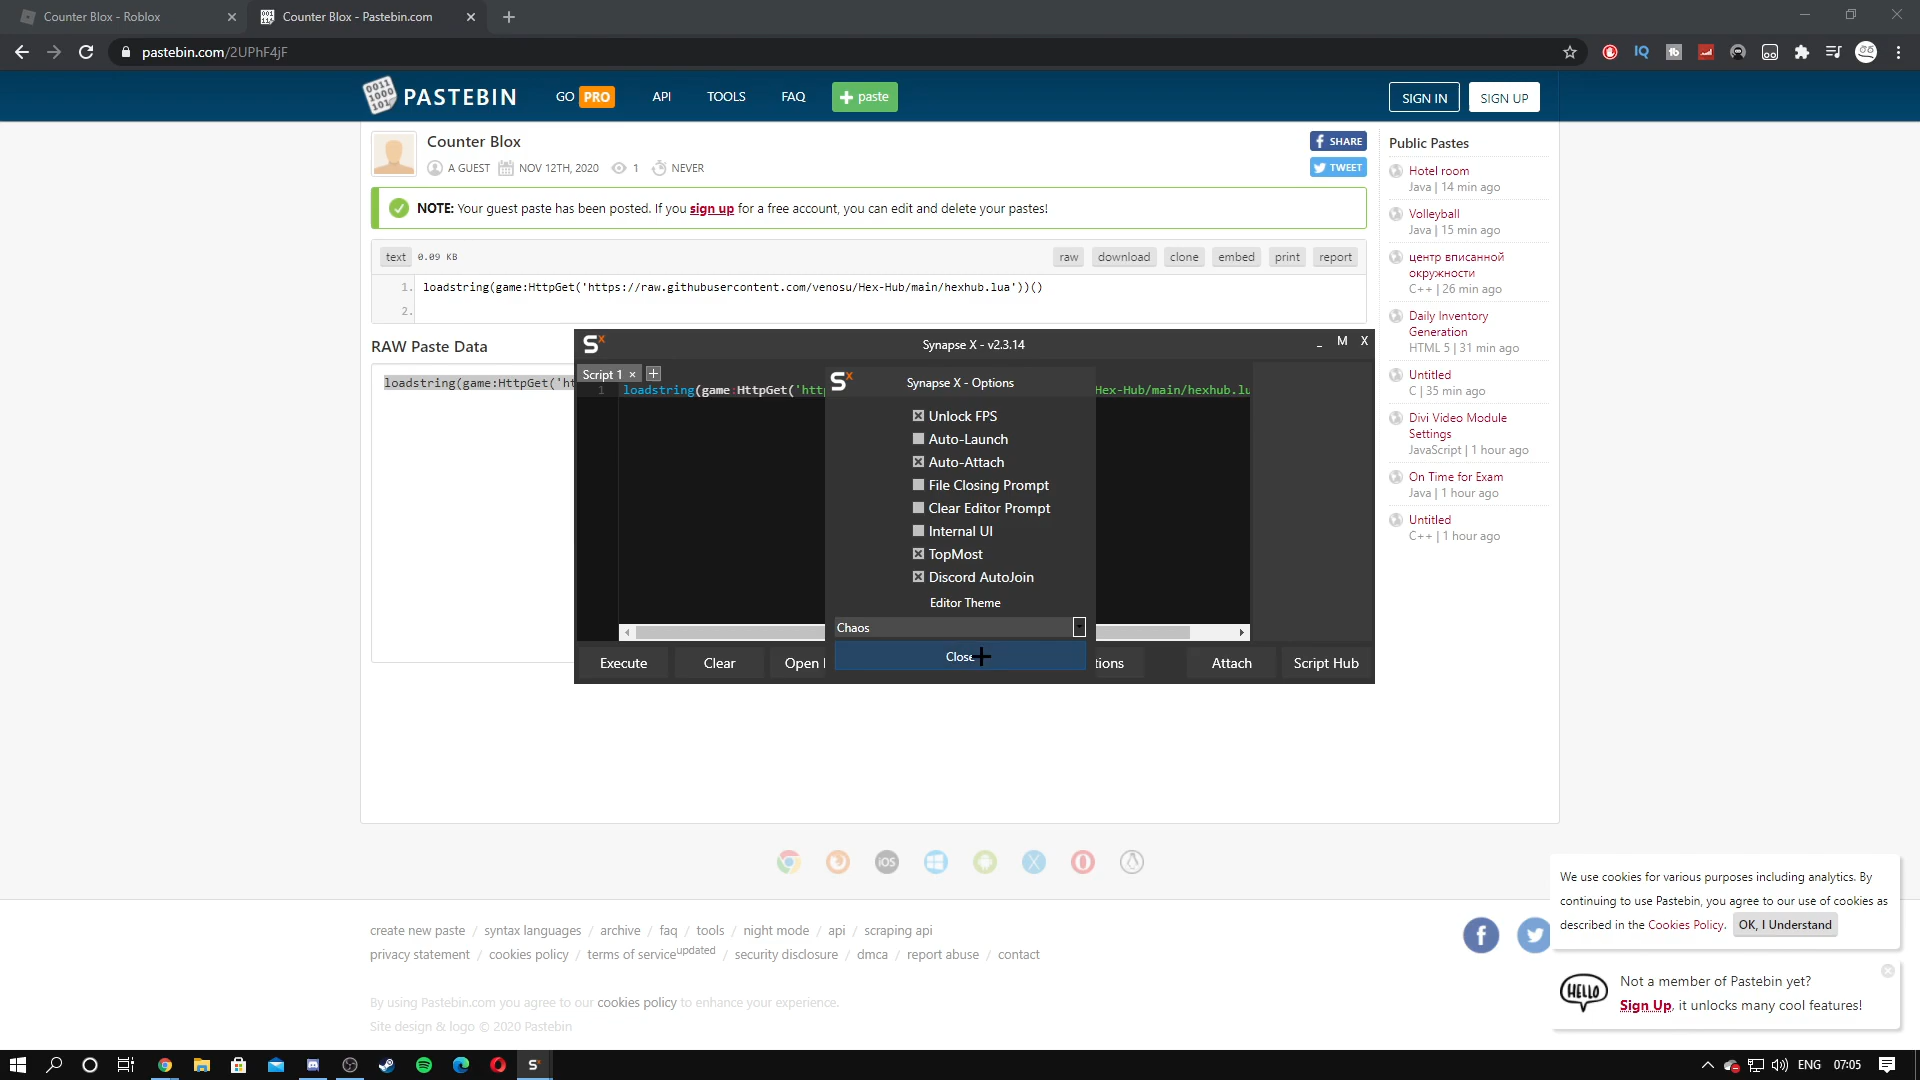 Counter Blox - Roblox
Counter Blox - Pastebin.com
pastebin.com/2UPhF4jF
PASTEBIN
GO PRO
API
TOOLS
FAQ
paste
SIGN IN
SIGN UP
Counter Blox
A GUEST
NOV 12TH, 2020
1
NEVER
SHARE
TWEET
NOTE: Your guest paste has been posted. If you sign up for a free account, you can edit and delete your pastes!
text
0.09 KB
raw
download
clone
embed
print
report
1.
loadstring(game:HttpGet('https://raw.githubusercontent.com/venosu/Hex-Hub/main/hexhub.lua'))()
2.
RAW Paste Data
loadstring(game:HttpGet('ht
Synapse X - v2.3.14
_ M X
Script 1
1
loadstring(game:HttpGet('http
Hex-Hub/main/hexhub.lu
Synapse X - Options
Unlock FPS
Auto-Launch
Auto-Attach
File Closing Prompt
Clear Editor Prompt
Internal UI
TopMost
Discord AutoJoin
Editor Theme
Chaos
Close
Execute
Clear
Open
tions
Attach
Script Hub
Public Pastes
Hotel room
Java | 14 min ago
Volleyball
Java | 15 min ago
центр вписанной
окружности
C++ | 26 min ago
Daily Inventory
Generation
HTML 5 | 31 min ago
Untitled
C | 35 min ago
Divi Video Module
Settings
JavaScript | 1 hour ago
On Time for Exam
Java | 1 hour ago
Untitled
C++ | 1 hour ago
iOS
create new paste / syntax languages / archive / faq / tools / night mode / api / scraping api
privacy statement / cookies policy / terms of service updated / security disclosure / dmca / report abuse / contact
By using Pastebin.com you agree to our cookies policy to enhance your experience.
Site design & logo © 2020 Pastebin
We use cookies for various purposes including analytics. By
continuing to use Pastebin, you agree to our use of cookies as
described in the Cookies Policy. OK, I Understand
HELLO
Not a member of Pastebin yet?
Sign Up, it unlocks many cool features!
ENG
07:05